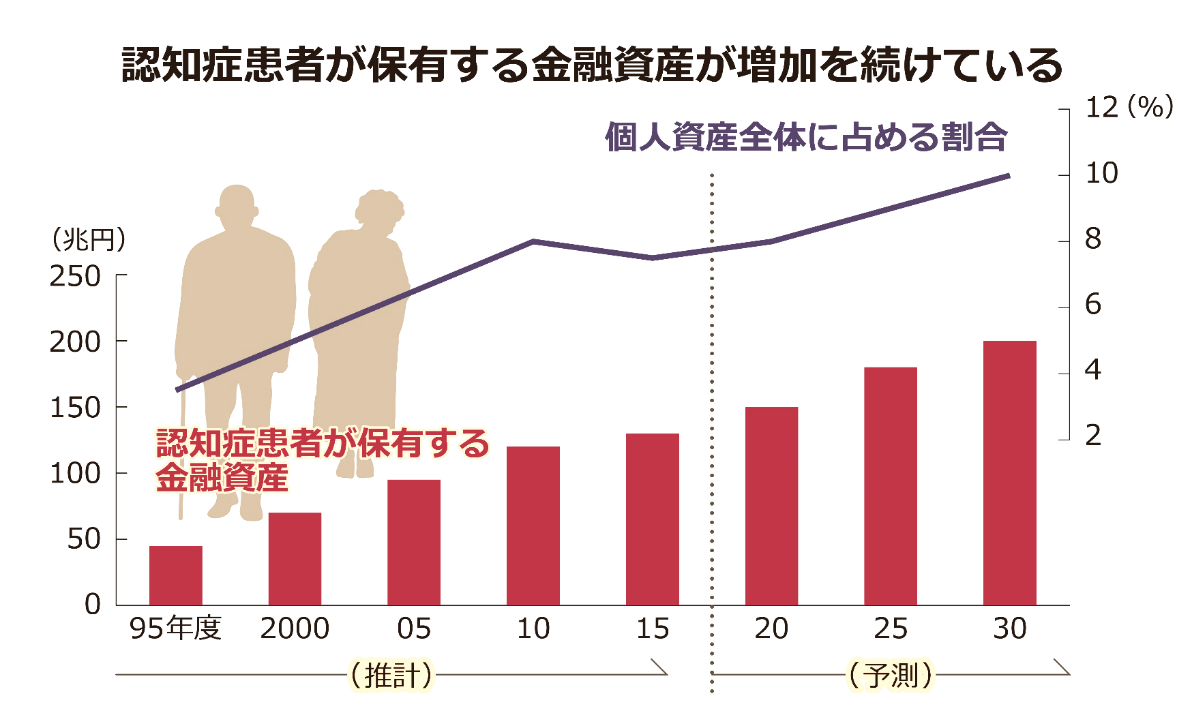 認知症患者が保有する金融資産が増加を続けている
12（%）
個人資産全体に占める割合
10
（兆円）
8
250
6
200
4
150
2
認知症患者が保有する
金融資産
100
50
0
95年度 2000 05 10 15 20 25 30
（推計） （予測）